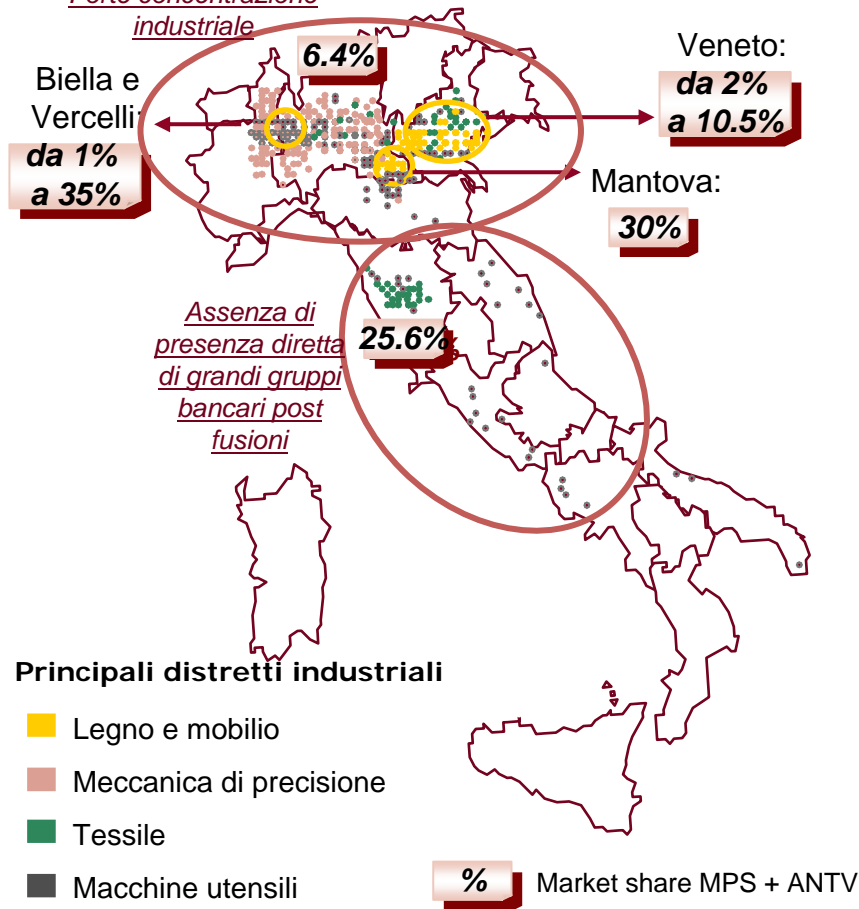 Forte concentrazione
industriale
6.4%
Biella e
Vercelli:
da 1%
a 35%
Veneto:
da 2%
a 10.5%
Mantova:
30%
Assenza di
presenza diretta
di grandi gruppi
bancari post
fusioni
25.6%
Principali distretti industriali
Legno e mobilio
Meccanica di precisione
Tessile
Macchine utensili
% Market share MPS + ANTV